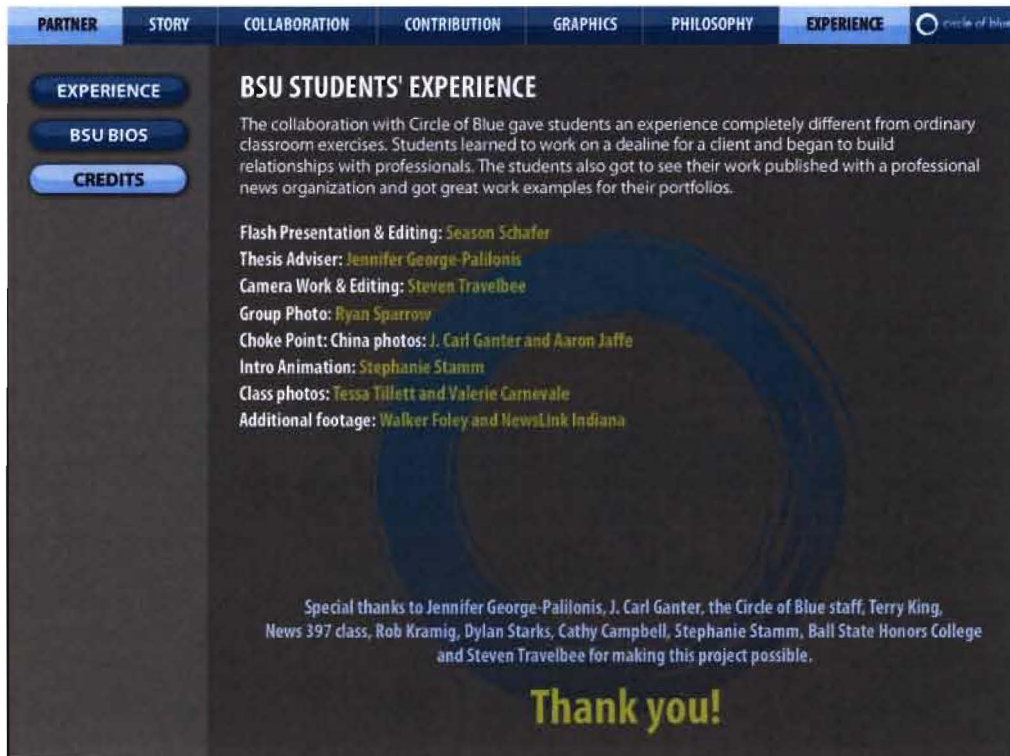 PARTNER STORY COLLABORATION CONTRIBUTION GRAPHICS PHILOSOPHY EXPERIENCE circle of blue
EXPERIENCE
BSU BIOS
CREDITS
BSU STUDENTS' EXPERIENCE
The collaboration with Circle of Blue gave students an experience completely different from ordinary
classroom exercises. Students learned to work on a dealine for a client and began to build
relationships with professionals. The students also got to see their work published with a professional
news organization and got great work examples for their portfolios.
Flash Presentation & Editing: Season Schafer
Thesis Adviser: Jennifer George-Palilonis
Camera Work & Editing: Steven Travelbee
Group Photo: Ryan Sparrow
Choke Point: China photos: J. Carl Ganter and Aaron Jaffe
Intro Animation: Stephanie Stamm
Class photos: Tessa Tillett and Valerie Carnevale
Additional footage: Walker Foley and NewsLink Indiana
Special thanks to Jennifer George-Palilonis, J. Carl Ganter, the Circle of Blue staff, Terry King,
News 397 class, Rob Kramig, Dylan Starks, Cathy Campbell, Stephanie Stamm, Ball State Honors College
and Steven Travelbee for making this project possible.
Thank you!